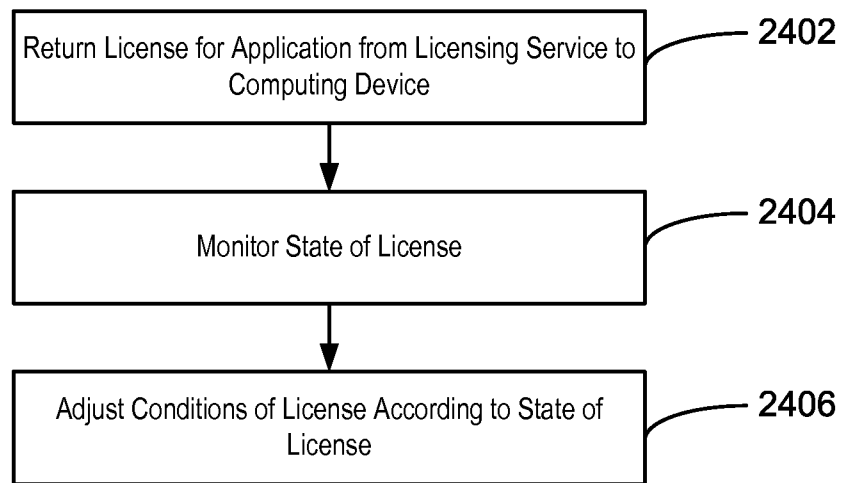 Return License for Application from Licensing Service to
Computing Device
2402
Monitor State of License
2404
Adjust Conditions of License According to State of
License
2406